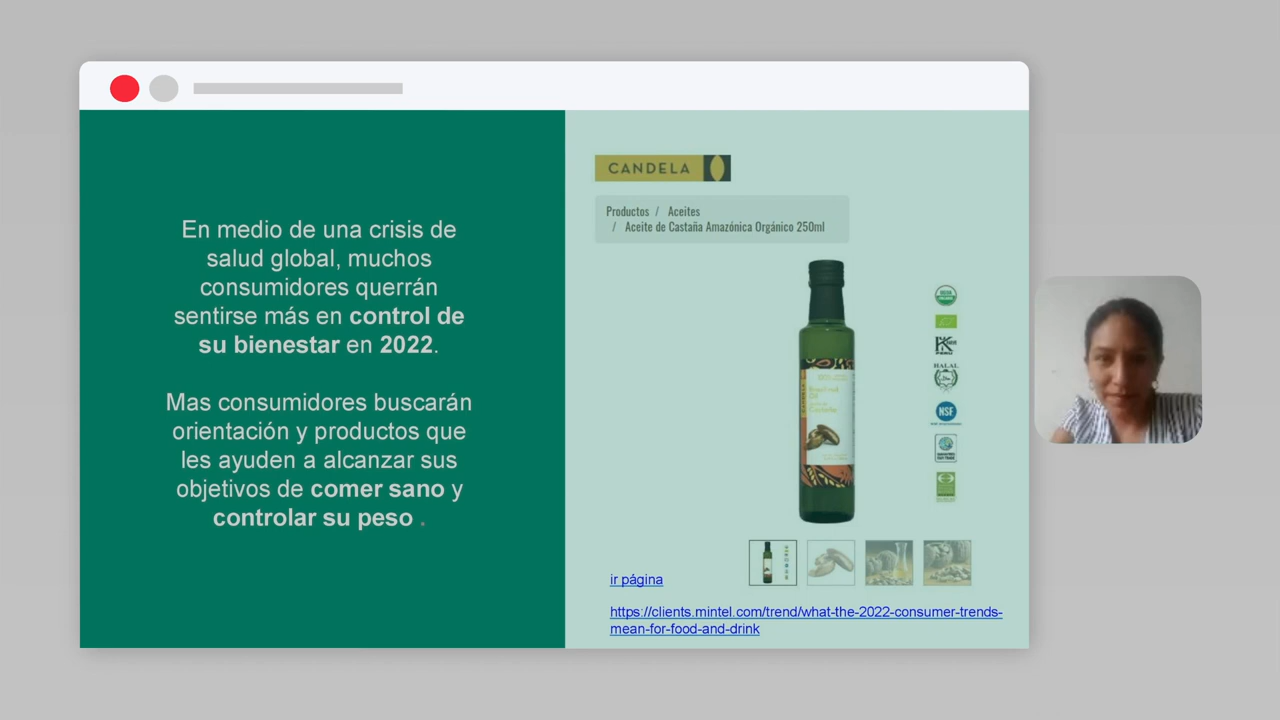 En medio de una crisis de
salud global, muchos
consumidores querrán
sentirse más en control de
su bienestar en 2022.
Mas consumidores buscarán
orientación y productos que
les ayuden a alcanzar sus
objetivos de comer sano y
controlar su peso .
CANDELA
Productos / Aceites
/ Aceite de Castaña Amazónica Orgánico 250ml
HALAL
NSF
ir página
https://clients.mintel.com/trend/what-the-2022-consumer-trends-
mean-for-food-and-drink